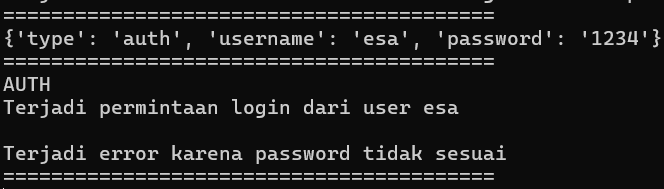 ========================================
{'type': 'auth', 'username': 'esa', 'password': '1234'}
========================================
AUTH
Terjadi permintaan login dari user esa
Terjadi error karena password tidak sesuai
========================================